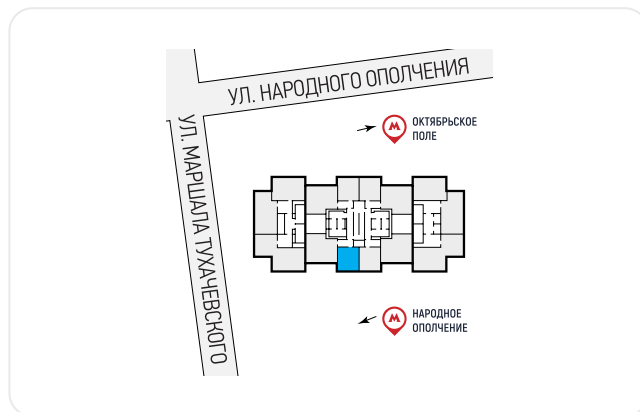 УЛ. НАРОДНОГО ОПОЛЧЕНИЯ
М
ОКТЯБРЬСКОЕ
ПОЛЕ
УЛ. МАРШАЛА ТУХАЧЕВСКОГО
М
НАРОДНОЕ
ОПОЛЧЕНИЕ